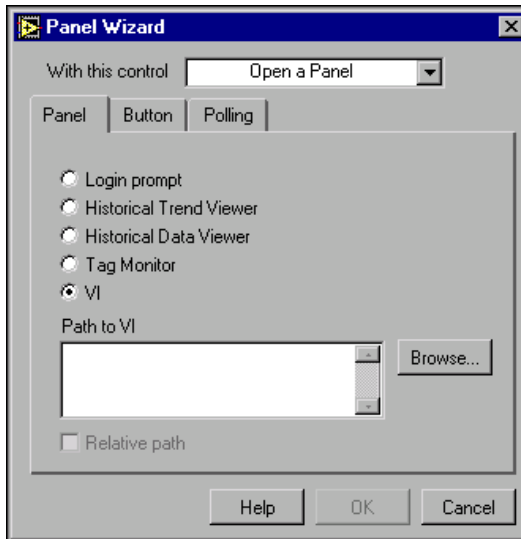 Panel Wizard
With this control Open a Panel
Panel Button Polling
Login prompt
Historical Trend Viewer
Historical Data Viewer
Tag Monitor
VI
Path to VI
Browse...
Relative path
Help OK Cancel